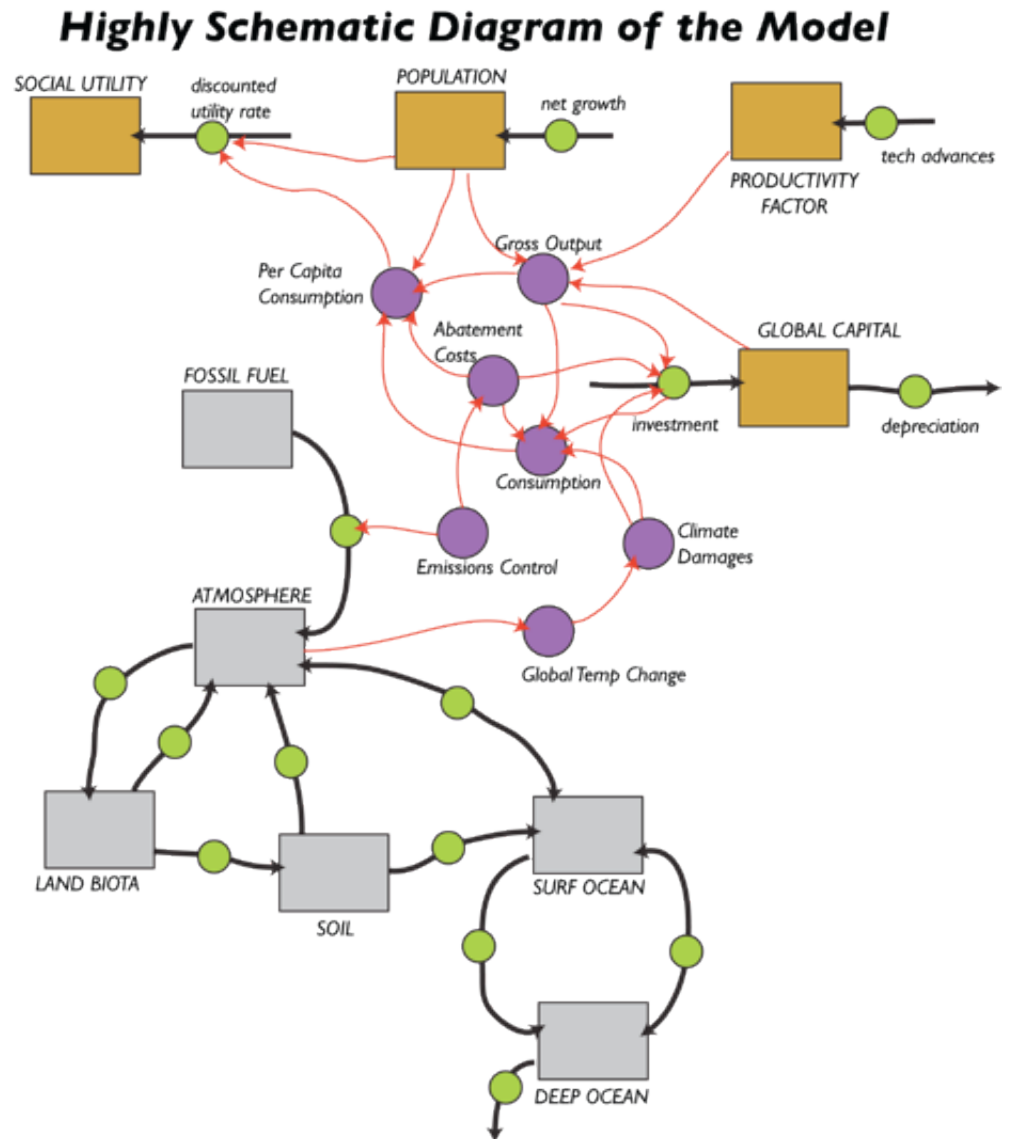 Highly Schematic Diagram of the Model
SOCIAL UTILITY
discounted
utility rate
POPULATION
net growth
tech advances
PRODUCTIVITY
FACTOR
Gross Output
Per Capita
Consumption
Abatement
Costs
GLOBAL CAPITAL
FOSSIL FUEL
investment
depreciation
Consumption
Climate
Damages
Emissions Control
ATMOSPHERE
Global Temp Change
LAND BIOTA
SURF OCEAN
SOIL
DEEP OCEAN